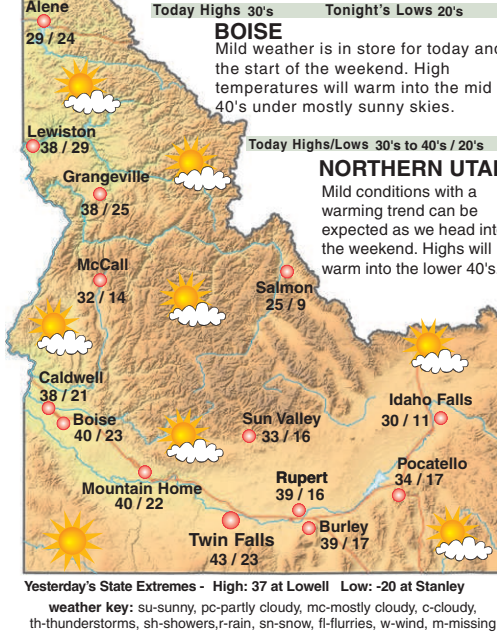 Alene
29 / 24
Today Highs 30's Tonight's Lows 20's
BOISE
Mild weather is in store for today and
the start of the weekend. High
temperatures will warm into the mid
40's under mostly sunny skies.
Lewiston
38 / 29
Today Highs/Lows 30's to 40's / 20's
NORTHERN UTAH
Mild conditions with a
warming trend can be
expected as we head into
the weekend. Highs will
warm into the lower 40's.
Grangeville
38 / 25
McCall
32 / 14
Salmon
25 / 9
Caldwell
38 / 21
Boise
40 / 23
Sun Valley
33 / 16
Idaho Falls
30 / 11
Mountain Home
40 / 22
Rupert
39 / 16
Pocatello
34 / 17
Twin Falls
43 / 23
Burley
39 / 17
Yesterday's State Extremes - High: 37 at Lowell Low: -20 at Stanley
weather key: su-sunny, pc-partly cloudy, mc-mostly cloudy, c-cloudy,
th-thunderstorms, sh-showers,r-rain, sn-snow, fl-flurries, w-wind, m-missing